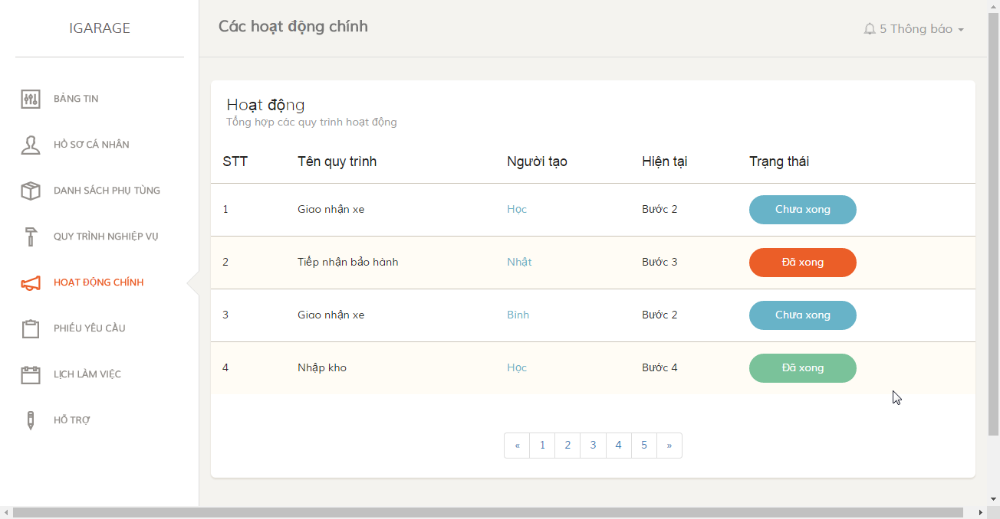 IGARAGE
BẢNG TIN
HỒ SƠ CÁ NHÂN
DANH SÁCH PHỤ TÙNG
QUY TRÌNH NGHIỆP VỤ
HOẠT ĐỘNG CHÍNH
PHIẾU YÊU CẦU
LỊCH LÀM VIỆC
HỖ TRỢ
Các hoạt động chính
5 Thông báo
Hoạt động
Tổng hợp các quy trình hoạt động
STT Tên quy trình Người tạo Hiện tại Trạng thái
1 Giao nhận xe Học Bước 2 Chưa xong
2 Tiếp nhận bảo hành Nhật Bước 3 Đã xong
3 Giao nhận xe Bình Bước 2 Chưa xong
4 Nhập kho Học Bước 4 Đã xong
« 1 2 3 4 5 »